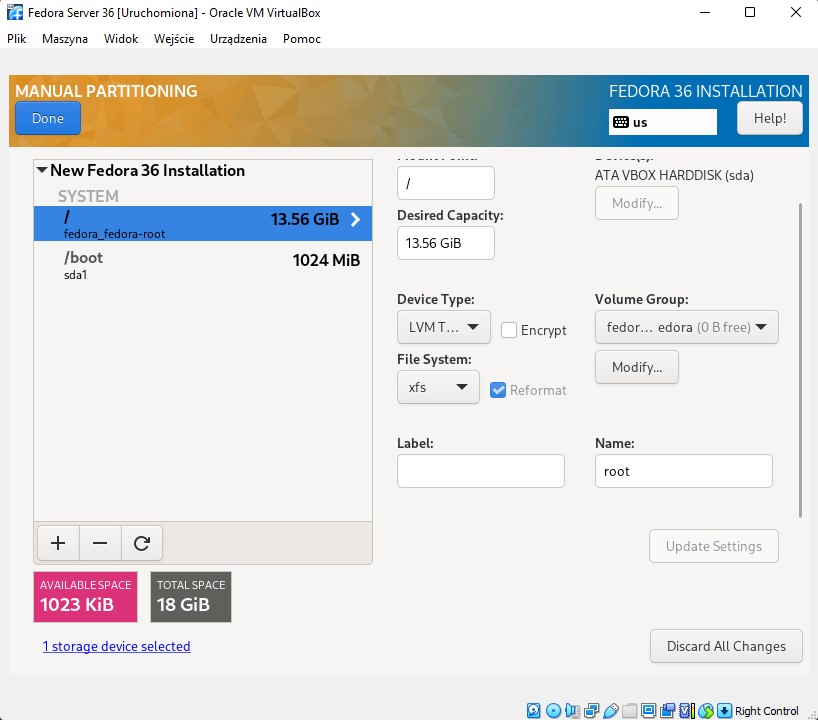 Fedora Server 36 [Uruchomiona] - Oracle VM VirtualBox
Plik Maszyna Widok Wejście Urządzenia Pomoc
MANUAL PARTITIONING
FEDORA 36 INSTALLATION
Done
us
Help!
New Fedora 36 Installation
SYSTEM
/
13.56 GiB
fedora_fedora-root
/boot
1024 MiB
sda1
AVAILABLE SPACE
1023 KiB
TOTAL SPACE
18 GiB
1 storage device selected
Mount Point:
/
Desired Capacity:
13.56 GiB
Device(s):
ATA VBOX HARDDISK (sda)
Modify...
Device Type:
LVM T...
Encrypt
Volume Group:
fedor... edora (0 B free)
Modify...
File System:
xfs
Reformat
Label:
Name:
root
Update Settings
Discard All Changes
Right Control